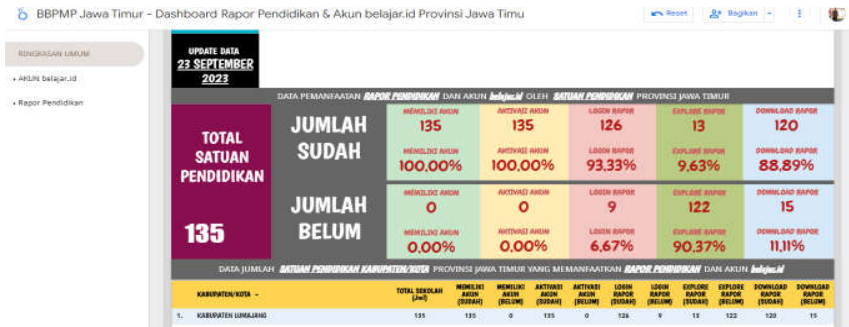 BBPMP Jawa Timur - Dashboard Rapor Pendidikan & Akun belajar.id Provinsi Jawa Timu
Reset
Bagikan
RINGKASAN UMUM
AKUN belajar.id
Rapor Pendidikan
UPDATE DATA
23 SEPTEMBER
2023
DATA PEMANFAATAN RAPOR PENDIDIKAN DAN AKUN belajar.id OLEH SATUAN PENDIDIKAN PROVINSI JAWA TIMUR
TOTAL
SATUAN
PENDIDIKAN
135
JUMLAH
SUDAH
MEMILIKI AKUN AKTIVASI AKUN LOGIN RAPOR EXPLORE RAPOR DOWNLOAD RAPOR
135 135 126 13 120
MEMILIKI AKUN AKTIVASI AKUN LOGIN RAPOR EXPLORE RAPOR DOWNLOAD RAPOR
100,00% 100,00% 93,33% 9,63% 88,89%
JUMLAH
BELUM
MEMILIKI AKUN AKTIVASI AKUN LOGIN RAPOR EXPLORE RAPOR DOWNLOAD RAPOR
0 0 9 122 15
MEMILIKI AKUN AKTIVASI AKUN LOGIN RAPOR EXPLORE RAPOR DOWNLOAD RAPOR
0,00% 0,00% 6,67% 90,37% 11,11%
DATA JUMLAH SATUAN PENDIDIKAN KABUPATEN/KOTA PROVINSI JAWA TIMUR YANG MEMANFAATKAN RAPOR PENDIDIKAN DAN AKUN belajar.id
KABUPATEN/KOTA TOTAL SEKOLAH (Jml) MEMILIKI AKUN (SUDAH) MEMILIKI AKUN (BELUM) AKTIVASI AKUN (SUDAH) AKTIVASI AKUN (BELUM) LOGIN RAPOR (SUDAH) LOGIN RAPOR (BELUM) EXPLORE RAPOR (SUDAH) EXPLORE RAPOR (BELUM) DOWNLOAD RAPOR (SUDAH) DOWNLOAD RAPOR (BELUM)
1. KABUPATEN LUMAJANG 135 135 0 135 0 126 9 13 122 120 15